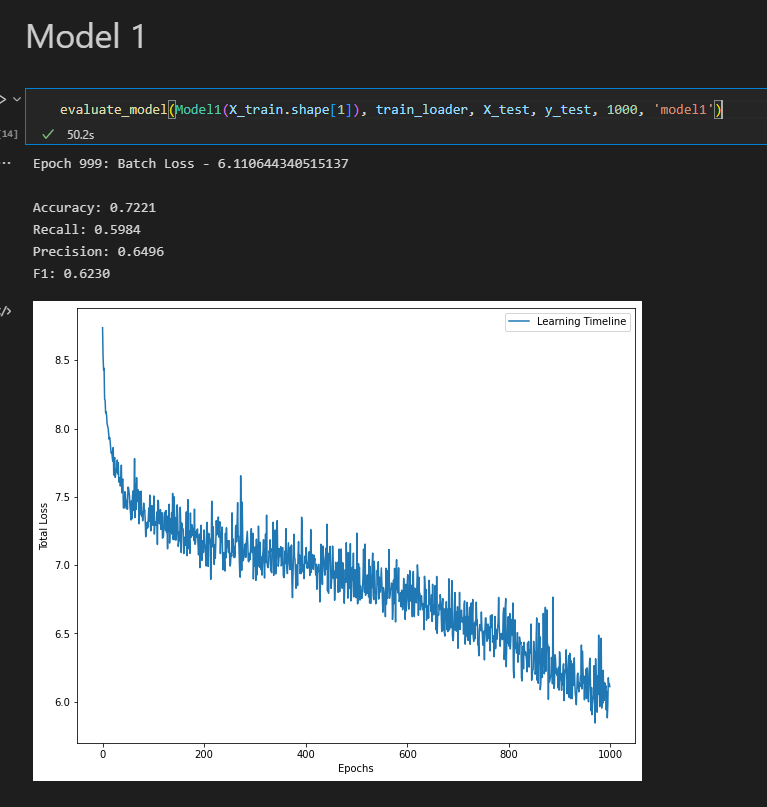 Model 1
evaluate_model(Model1(X_train.shape[1]), train_loader, X_test, y_test, 1000, 'model1')
[14]
50.2s
Epoch 999: Batch Loss - 6.110644340515137
Accuracy: 0.7221
Recall: 0.5984
Precision: 0.6496
F1: 0.6230
Learning Timeline
8.5
8.0
7.5
7.0
6.5
6.0
Total Loss
0 200 400 600 800 1000
Epochs